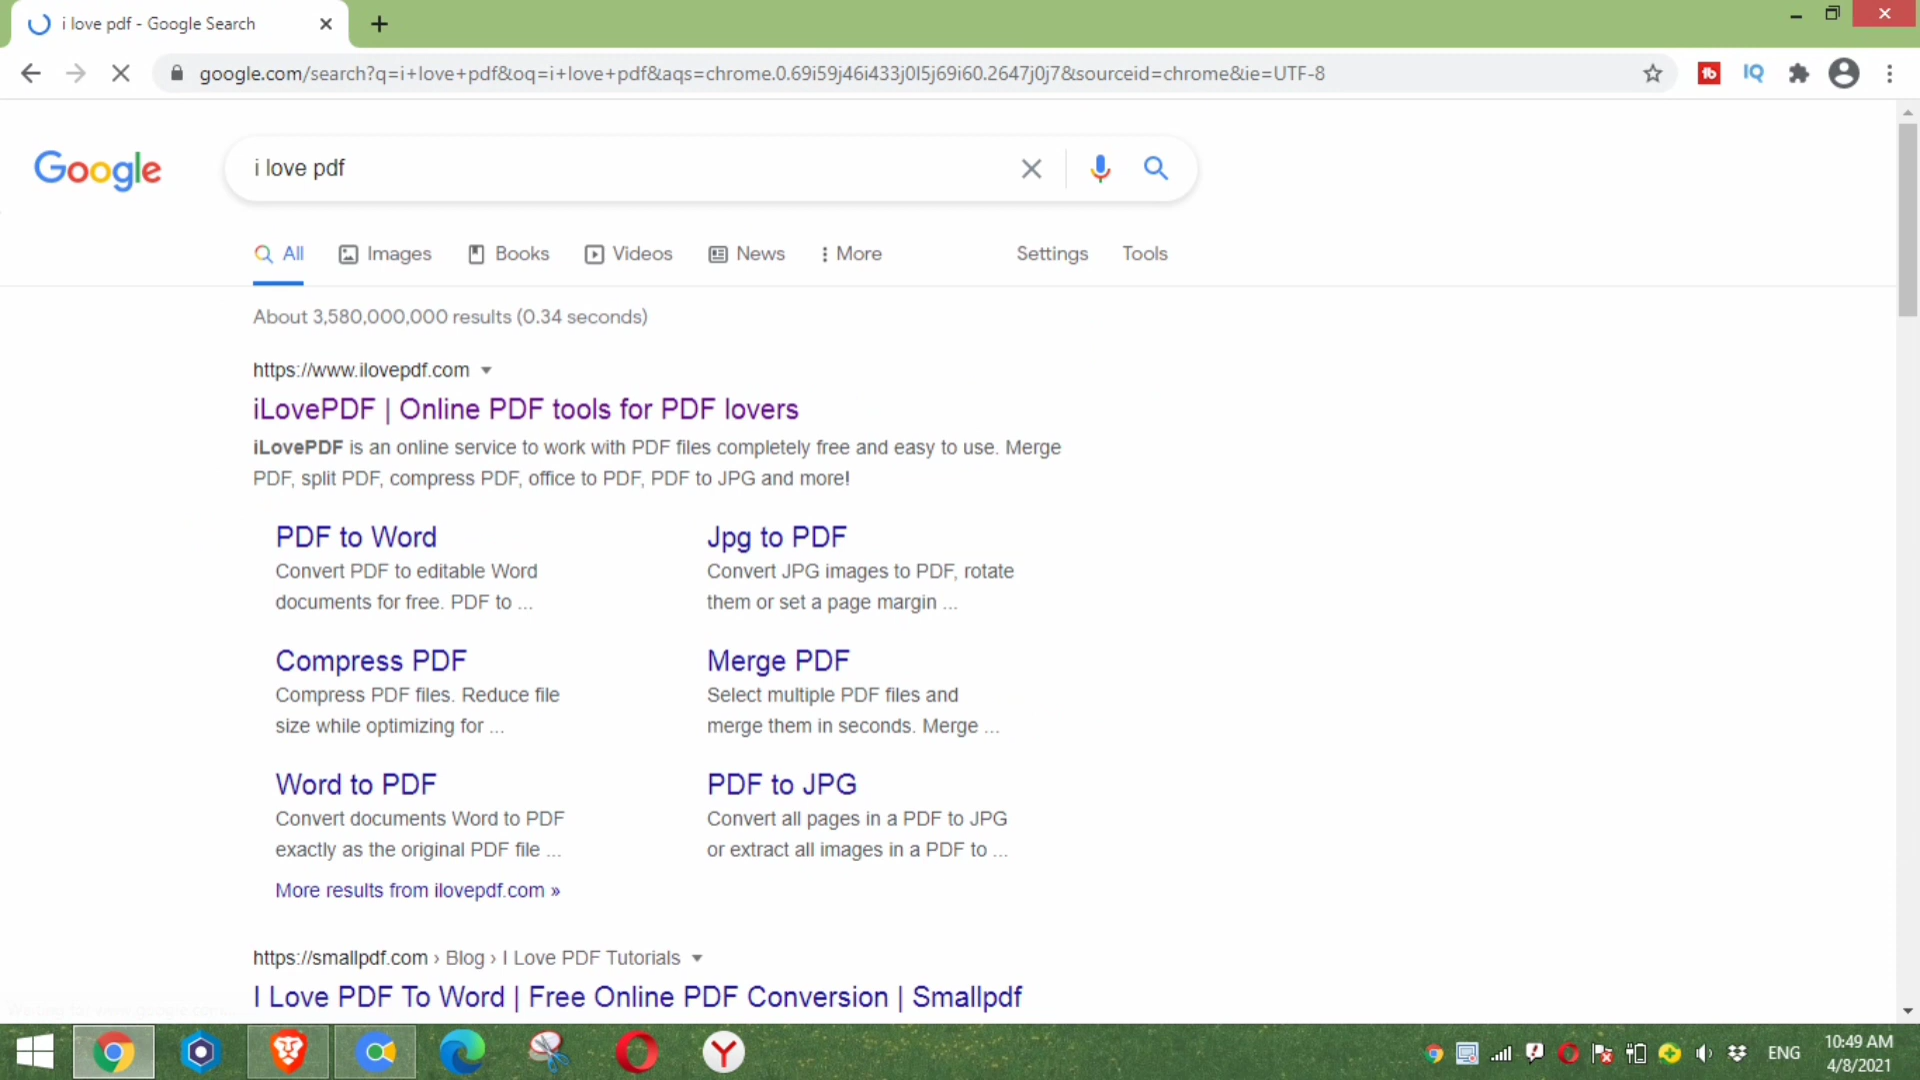 i love pdf - Google Search
google.com/search?q=i+love+pdf&oq=i+love+pdf&aqs=chrome.0.69i59j46i433j0l5j69i60.2647j0j7&sourceid=chrome&ie=UTF-8
IQ
Google
i love pdf
All Images Books Videos News More Settings Tools
About 3,580,000,000 results (0.34 seconds)
https://www.ilovepdf.com
iLovePDF | Online PDF tools for PDF lovers
iLovePDF is an online service to work with PDF files completely free and easy to use. Merge
PDF, split PDF, compress PDF, office to PDF, PDF to JPG and more!
PDF to Word
Convert PDF to editable Word
documents for free. PDF to ...
Jpg to PDF
Convert JPG images to PDF, rotate
them or set a page margin ...
Compress PDF
Compress PDF files. Reduce file
size while optimizing for ...
Merge PDF
Select multiple PDF files and
merge them in seconds. Merge ...
Word to PDF
Convert documents Word to PDF
exactly as the original PDF file ...
PDF to JPG
Convert all pages in a PDF to JPG
or extract all images in a PDF to ...
More results from ilovepdf.com »
https://smallpdf.com › Blog › I Love PDF Tutorials
I Love PDF To Word | Free Online PDF Conversion | Smallpdf
ENG
10:49 AM
4/8/2021